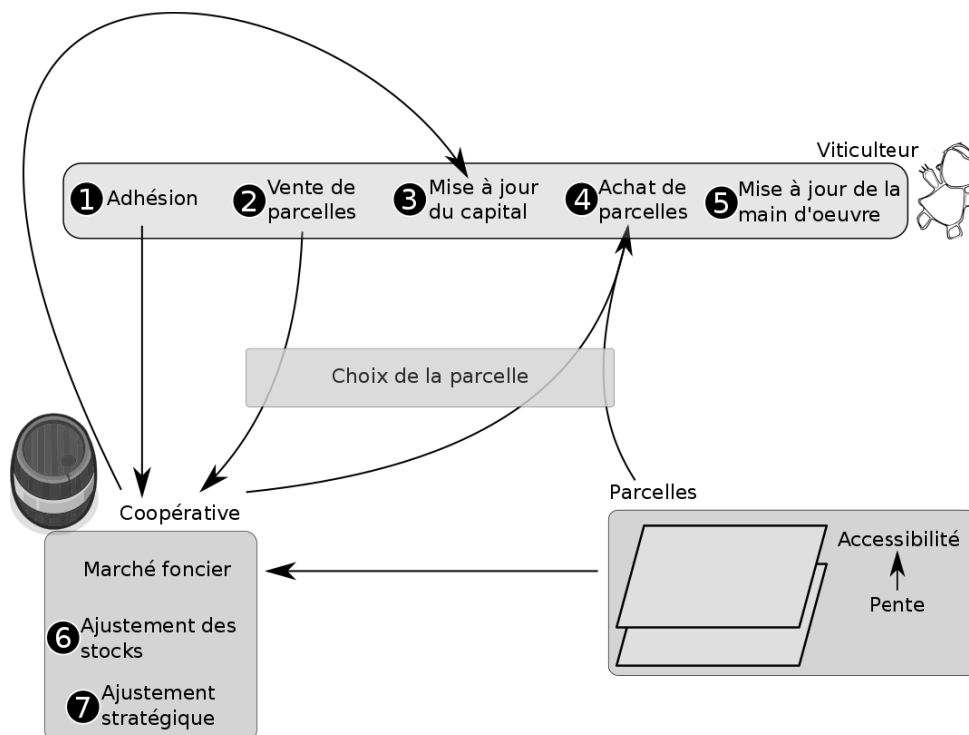 Viticulteur
1 Adhésion
2 Vente de
parcelles
3 Mise à jour
du capital
4 Achat de
parcelles
5 Mise à jour de la
main d'oeuvre
Choix de la parcelle
Coopérative
Marché foncier
6 Ajustement des
stocks
7 Ajustement
stratégique
Parcelles
Accessibilité
Pente